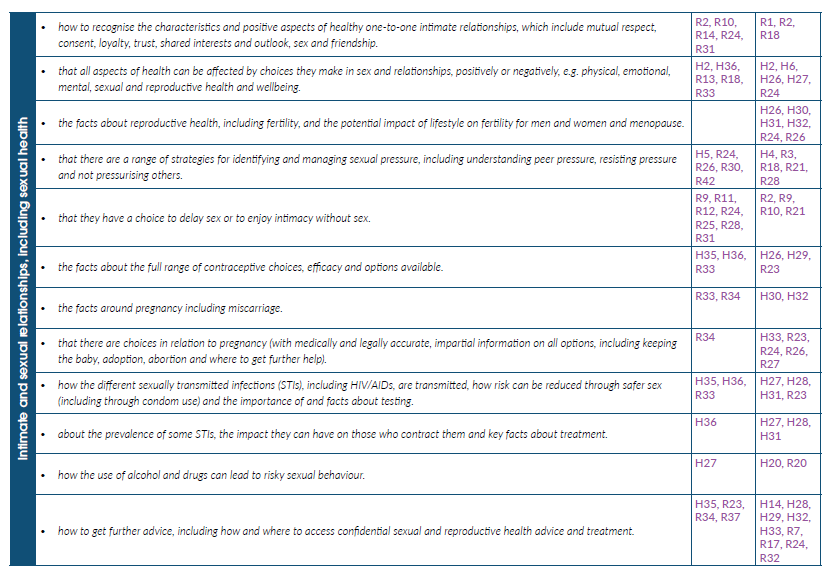 Intimate and sexual relationships, including sexual health
• how to recognise the characteristics and positive aspects of healthy one-to-one intimate relationships, which include mutual respect,
consent, loyalty, trust, shared interests and outlook, sex and friendship.
R2, R10,
R14, R24,
R31
R1, R2,
R18
• that all aspects of health can be affected by choices they make in sex and relationships, positively or negatively, e.g. physical, emotional,
mental, sexual and reproductive health and wellbeing.
H2, H36,
R13, R18,
R33
H2, H6,
H26, H27,
R24
• the facts about reproductive health, including fertility, and the potential impact of lifestyle on fertility for men and women and menopause.
H26, H30,
H31, H32,
R24, R26
• that there are a range of strategies for identifying and managing sexual pressure, including understanding peer pressure, resisting pressure
and not pressurising others.
H5, R24,
R26, R30,
R42
H4, R3,
R18, R21,
R28
• that they have a choice to delay sex or to enjoy intimacy without sex.
R9, R11,
R12, R24,
R25, R28,
R31
R2, R9,
R10, R21
• the facts about the full range of contraceptive choices, efficacy and options available.
H35, H36,
R33
H26, H29,
R23
• the facts around pregnancy including miscarriage.
R33, R34
H30, H32
• that there are choices in relation to pregnancy (with medically and legally accurate, impartial information on all options, including keeping
the baby, adoption, abortion and where to get further help).
R34
H33, R23,
R24, R26,
R27
• how the different sexually transmitted infections (STIs), including HIV/AIDs, are transmitted, how risk can be reduced through safer sex
(including through condom use) and the importance of and facts about testing.
H35, H36,
R33
H27, H28,
H31, R23
• about the prevalence of some STIs, the impact they can have on those who contract them and key facts about treatment.
H36
H27, H28,
H31
• how the use of alcohol and drugs can lead to risky sexual behaviour.
H27
H20, R20
• how to get further advice, including how and where to access confidential sexual and reproductive health advice and treatment.
H35, R23,
R34, R37
H14, H28,
H29, H32,
H33, R7,
R17, R24,
R32